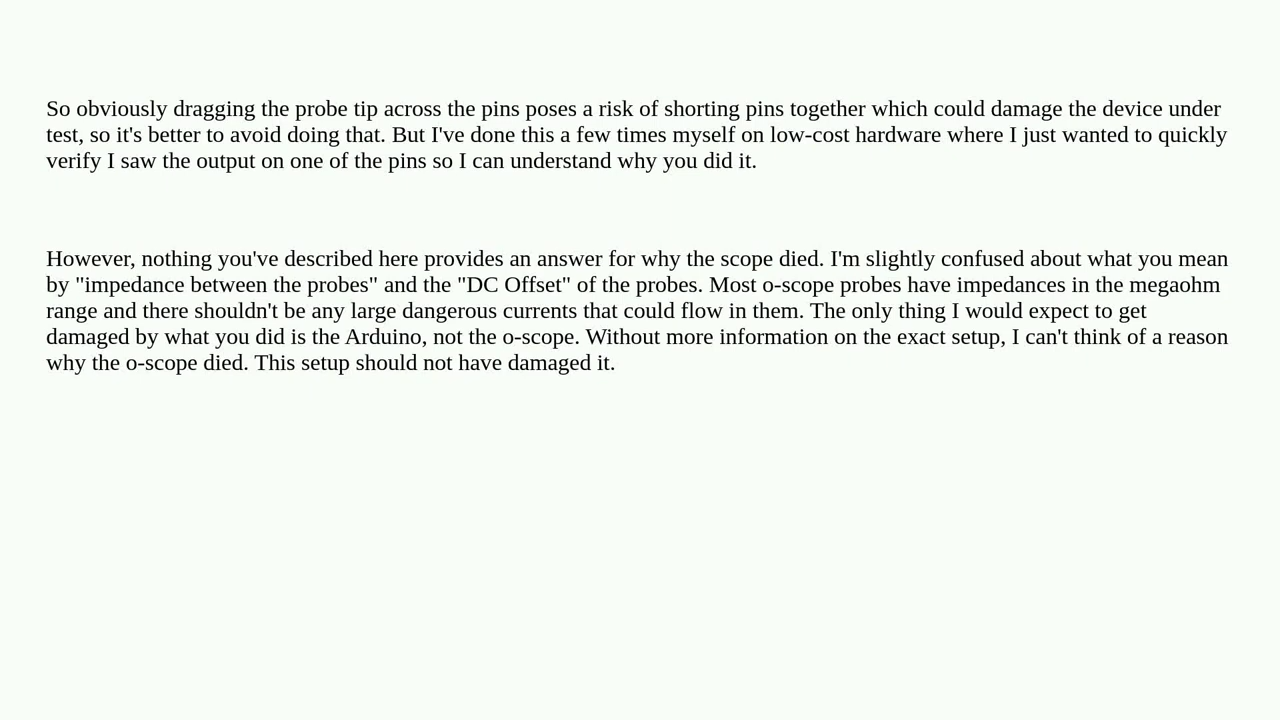 So obviously dragging the probe tip across the pins poses a risk of shorting pins together which could damage the device under
test, so it's better to avoid doing that. But I've done this a few times myself on low-cost hardware where I just wanted to quickly
verify I saw the output on one of the pins so I can understand why you did it.
However, nothing you've described here provides an answer for why the scope died. I'm slightly confused about what you mean
by "impedance between the probes" and the "DC Offset" of the probes. Most o-scope probes have impedances in the megaohm
range and there shouldn't be any large dangerous currents that could flow in them. The only thing I would expect to get
damaged by what you did is the Arduino, not the o-scope. Without more information on the exact setup, I can't think of a reason
why the o-scope died. This setup should not have damaged it.